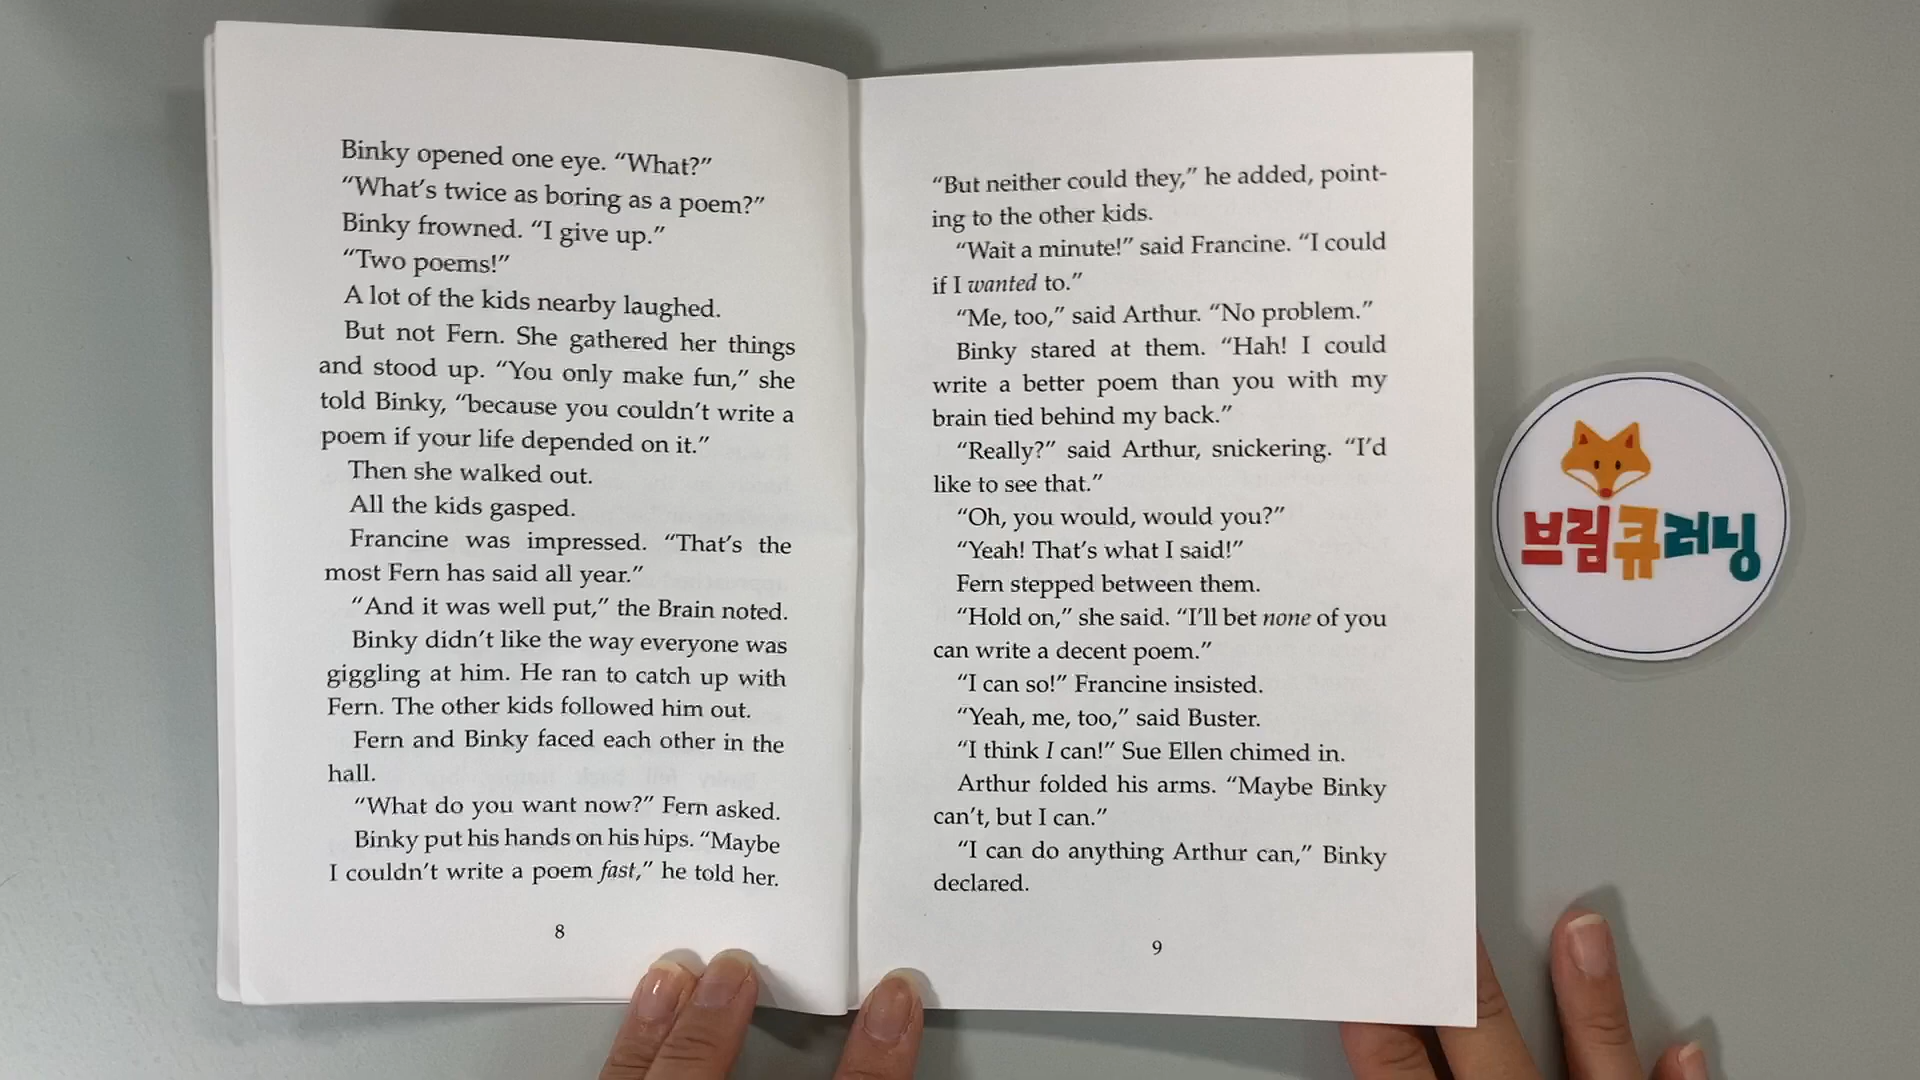 Binky opened one eye. “What?”
“What’s twice as boring as a poem?”
Binky frowned. “I give up.”
“Two poems!”
A lot of the kids nearby laughed.
But not Fern. She gathered her things
and stood up. “You only make fun,” she
told Binky, “because you couldn’t write a
poem if your life depended on it.”
Then she walked out.
All the kids gasped.
Francine was impressed. “That’s the
most Fern has said all year.”
“And it was well put,” the Brain noted.
Binky didn’t like the way everyone was
giggling at him. He ran to catch up with
Fern. The other kids followed him out.
Fern and Binky faced each other in the
hall.
“What do you want now?” Fern asked.
Binky put his hands on his hips. “Maybe
I couldn’t write a poem fast,” he told her.
8
“But neither could they,” he added, point-
ing to the other kids.
“Wait a minute!” said Francine. “I could
if I wanted to.”
“Me, too,” said Arthur. “No problem.”
Binky stared at them. “Hah! I could
write a better poem than you with my
brain tied behind my back.”
“Really?” said Arthur, snickering. “I’d
like to see that.”
“Oh, you would, would you?”
“Yeah! That’s what I said!”
Fern stepped between them.
“Hold on,” she said. “I’ll bet none of you
can write a decent poem.”
“I can so!” Francine insisted.
“Yeah, me, too,” said Buster.
“I think I can!” Sue Ellen chimed in.
Arthur folded his arms. “Maybe Binky
can’t, but I can.”
“I can do anything Arthur can,” Binky
declared.
9
브림큐러닝